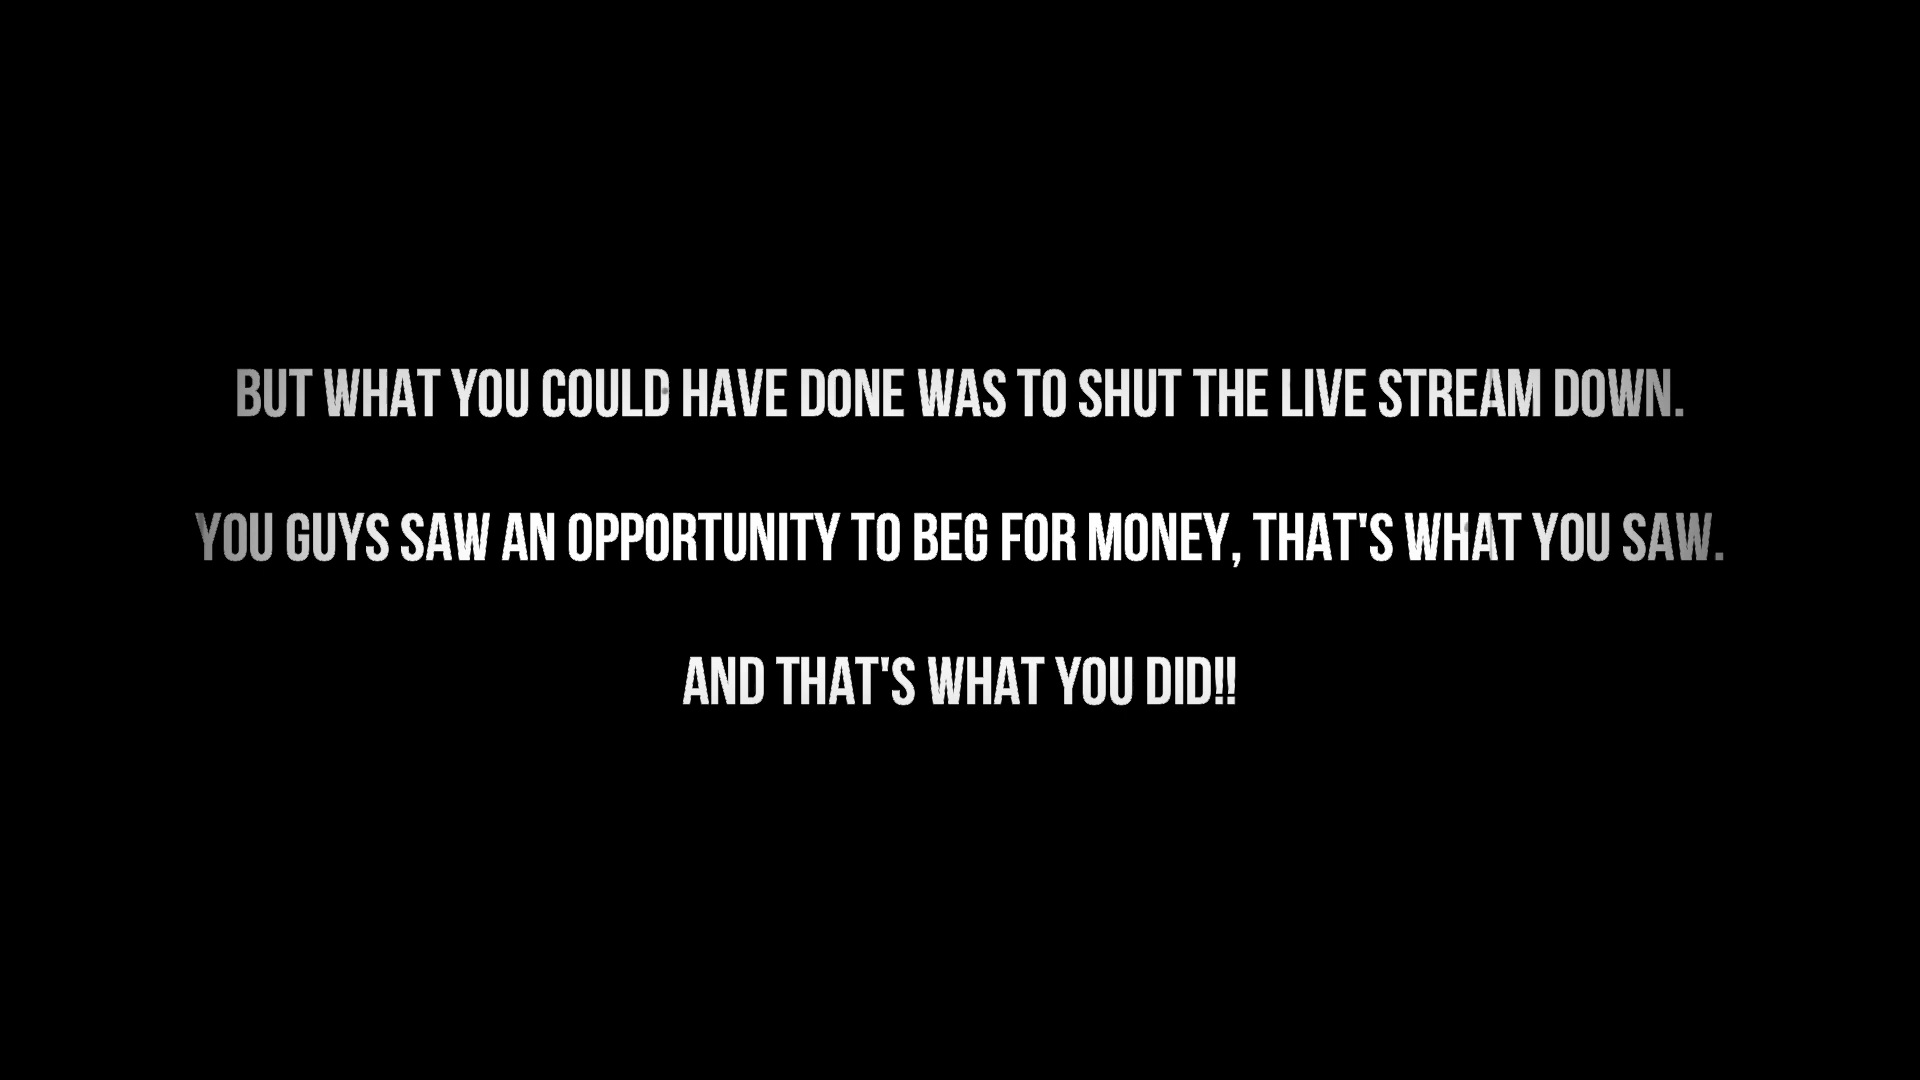 BUT WHAT YOU COULD HAVE DONE WAS TO SHUT THE LIVE STREAM DOWN.
YOU GUYS SAW AN OPPORTUNITY TO BEG FOR MONEY, THAT'S WHAT YOU SAW.
AND THAT'S WHAT YOU DID!!